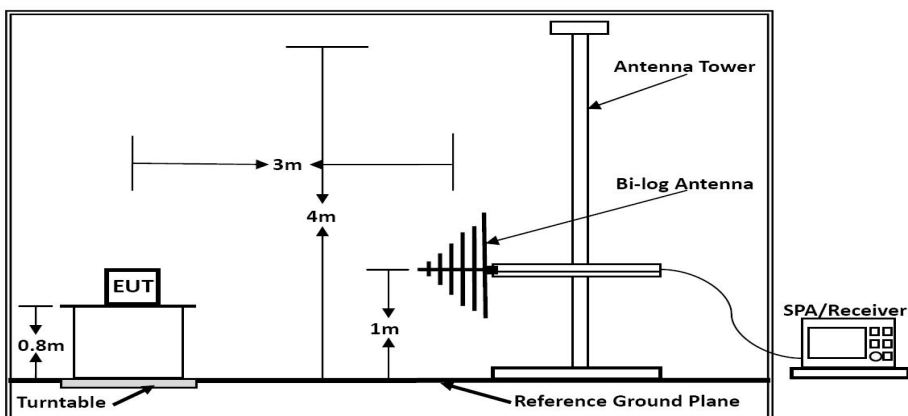 Antenna Tower
3m
Bi-log Antenna
4m
EUT
SPA/Receiver
0.8m
1m
Turntable
Reference Ground Plane